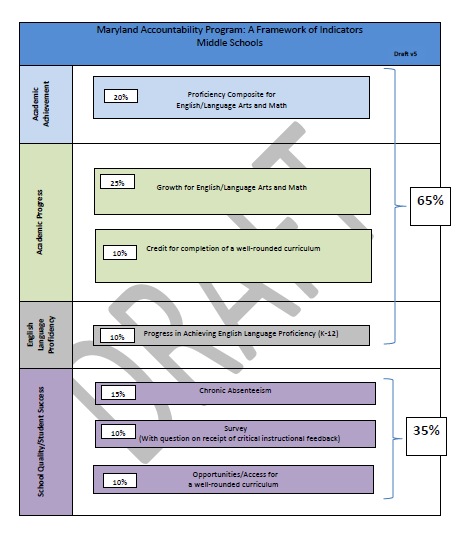 Maryland Accountability Program: A Framework of Indicators
Middle Schools
Draft v5
Academic
Achievement
20%
Proficiency Composite for
English/Language Arts and Math
Academic Progress
25%
Growth for English/Language Arts and Math
65%
10%
Credit for completion of a well-rounded curriculum
English
Language
Proficiency
10%
Progress in Achieving English Language Proficiency (K-12)
School Quality/Student Success
15%
Chronic Absenteeism
10%
Survey
(With question on receipt of critical instructional feedback)
35%
10%
Opportunities/Access for
a well-rounded curriculum
DRAFT